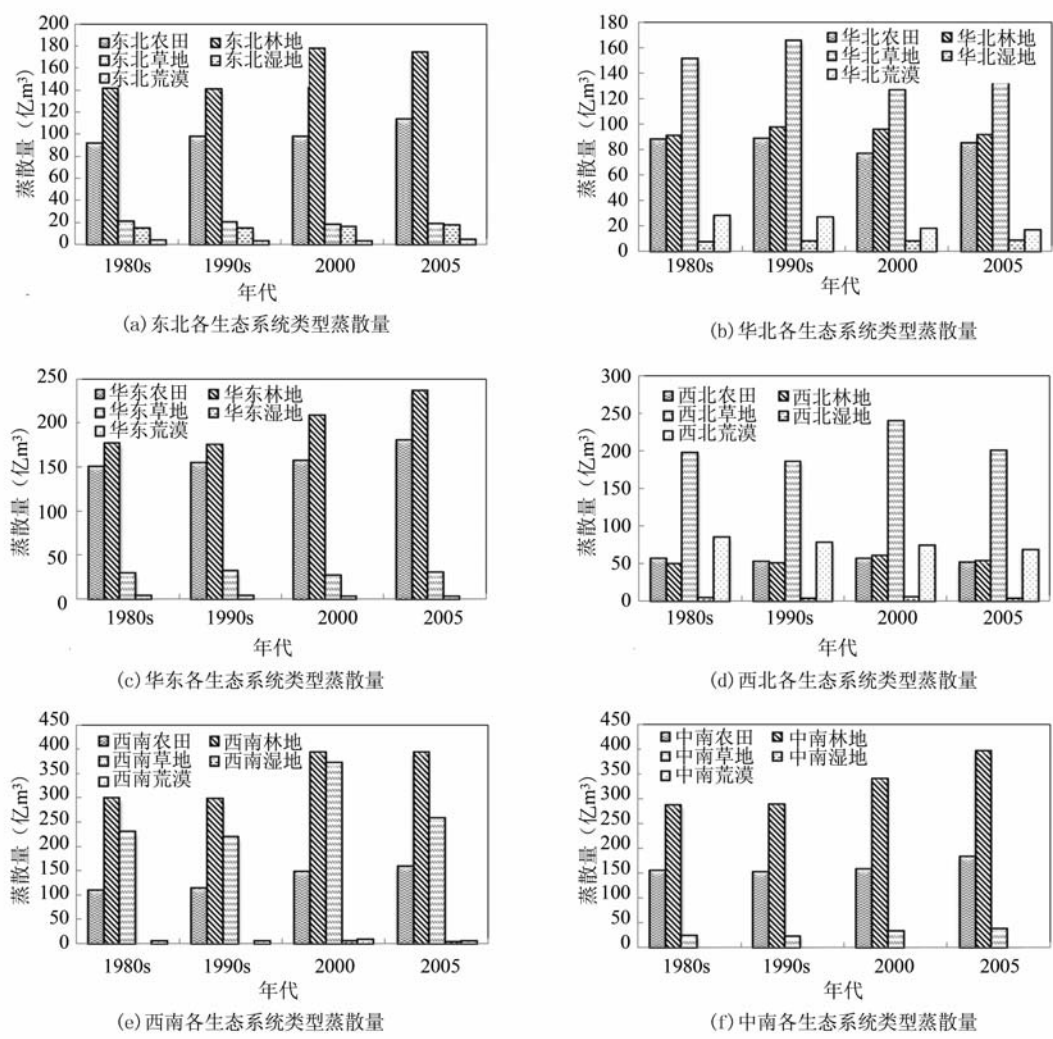 200
180
160
140
120
100
80
60
40
20
0
蒸散量（亿m³）
东北农田 东北林地
东北草地 东北湿地
东北荒漠
1980s 1990s 2000 2005
年代
(a)东北各生态系统类型蒸散量
180
160
140
120
100
80
60
40
20
0
蒸散量（亿m³）
华北农田 华北林地
华北草地 华北湿地
华北荒漠
1980s 1990s 2000 2005
年代
(b)华北各生态系统类型蒸散量
250
200
150
100
50
0
蒸散量（亿m³）
华东农田 华东林地
华东草地 华东湿地
华东荒漠
1980s 1990s 2000 2005
年代
(c)华东各生态系统类型蒸散量
300
250
200
150
100
50
0
蒸散量（亿m³）
西北农田 西北林地
西北草地 西北湿地
西北荒漠
1980s 1990s 2000 2005
年代
(d)西北各生态系统类型蒸散量
450
400
350
300
250
200
150
100
50
0
蒸散量（亿m³）
西南农田 西南林地
西南草地 西南湿地
西南荒漠
1980s 1990s 2000 2005
年代
(e)西南各生态系统类型蒸散量
450
400
350
300
250
200
150
100
50
0
蒸散量（亿m³）
中南农田 中南林地
中南草地 中南湿地
中南荒漠
1980s 1990s 2000 2005
年代
(f)中南各生态系统类型蒸散量